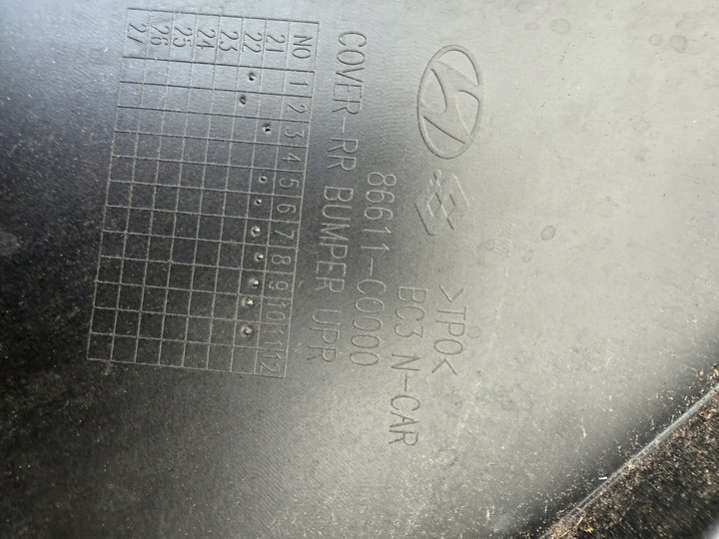 >TPO<
BC3 N-CAR
86611-C0000
COVER-RR BUMPER UPR
NO 1 2 3 4 5 6 7 8 9 10 11 12
21
22
23
24
25
26
27